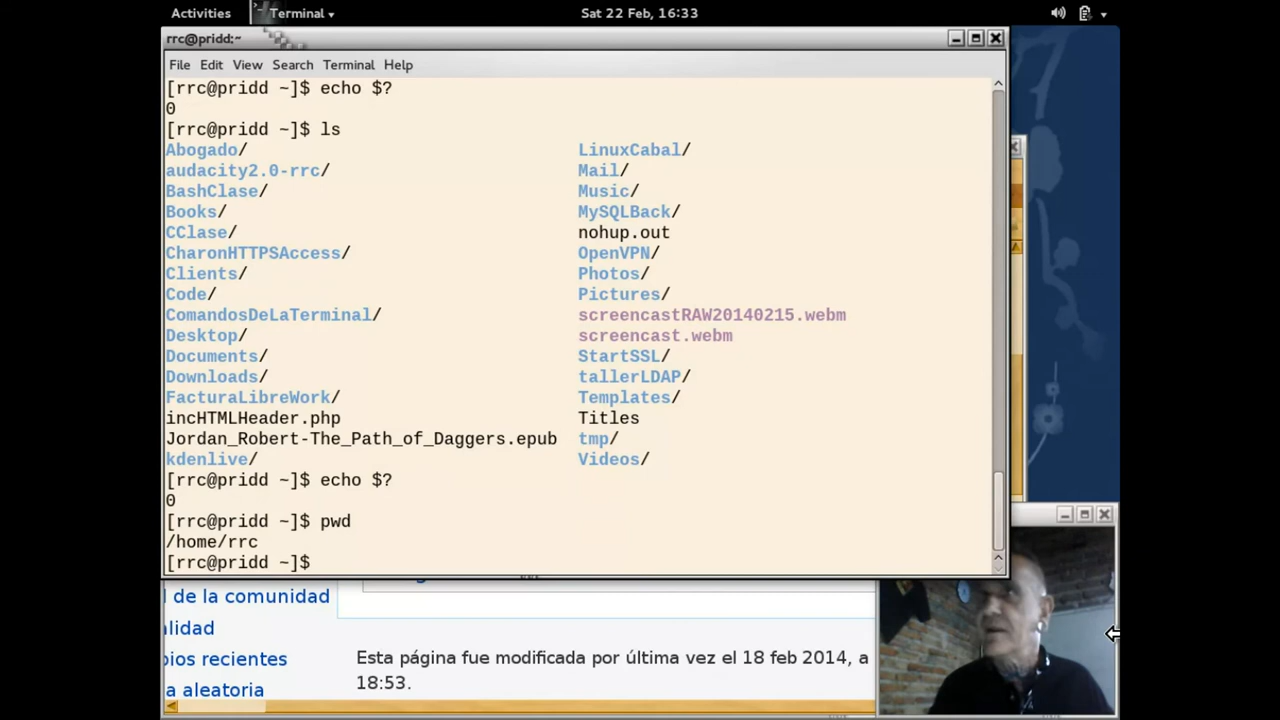 Activities Terminal Sat 22 Feb, 16:33
rrc@pridd:~
File Edit View Search Terminal Help
[rrc@pridd ~]$ echo $?
0
[rrc@pridd ~]$ ls
Abogado/ LinuxCabal/
audacity2.0-rrc/ Mail/
BashClase/ Music/
Books/ MySQLBack/
CClase/ nohup.out
CharonHTTPSAccess/ OpenVPN/
Clients/ Photos/
Code/ Pictures/
ComandosDeLaTerminal/ screencastRAW20140215.webm
Desktop/ screencast.webm
Documents/ StartSSL/
Downloads/ tallerLDAP/
FacturaLibreWork/ Templates/
incHTMLHeader.php Titles
Jordan_Robert-The_Path_of_Daggers.epub tmp/
kdenlive/ Videos/
[rrc@pridd ~]$ echo $?
0
[rrc@pridd ~]$ pwd
/home/rrc
[rrc@pridd ~]$
l de la comunidad
alidad
bios recientes
a aleatoria
Esta página fue modificada por última vez el 18 feb 2014, a
18:53.